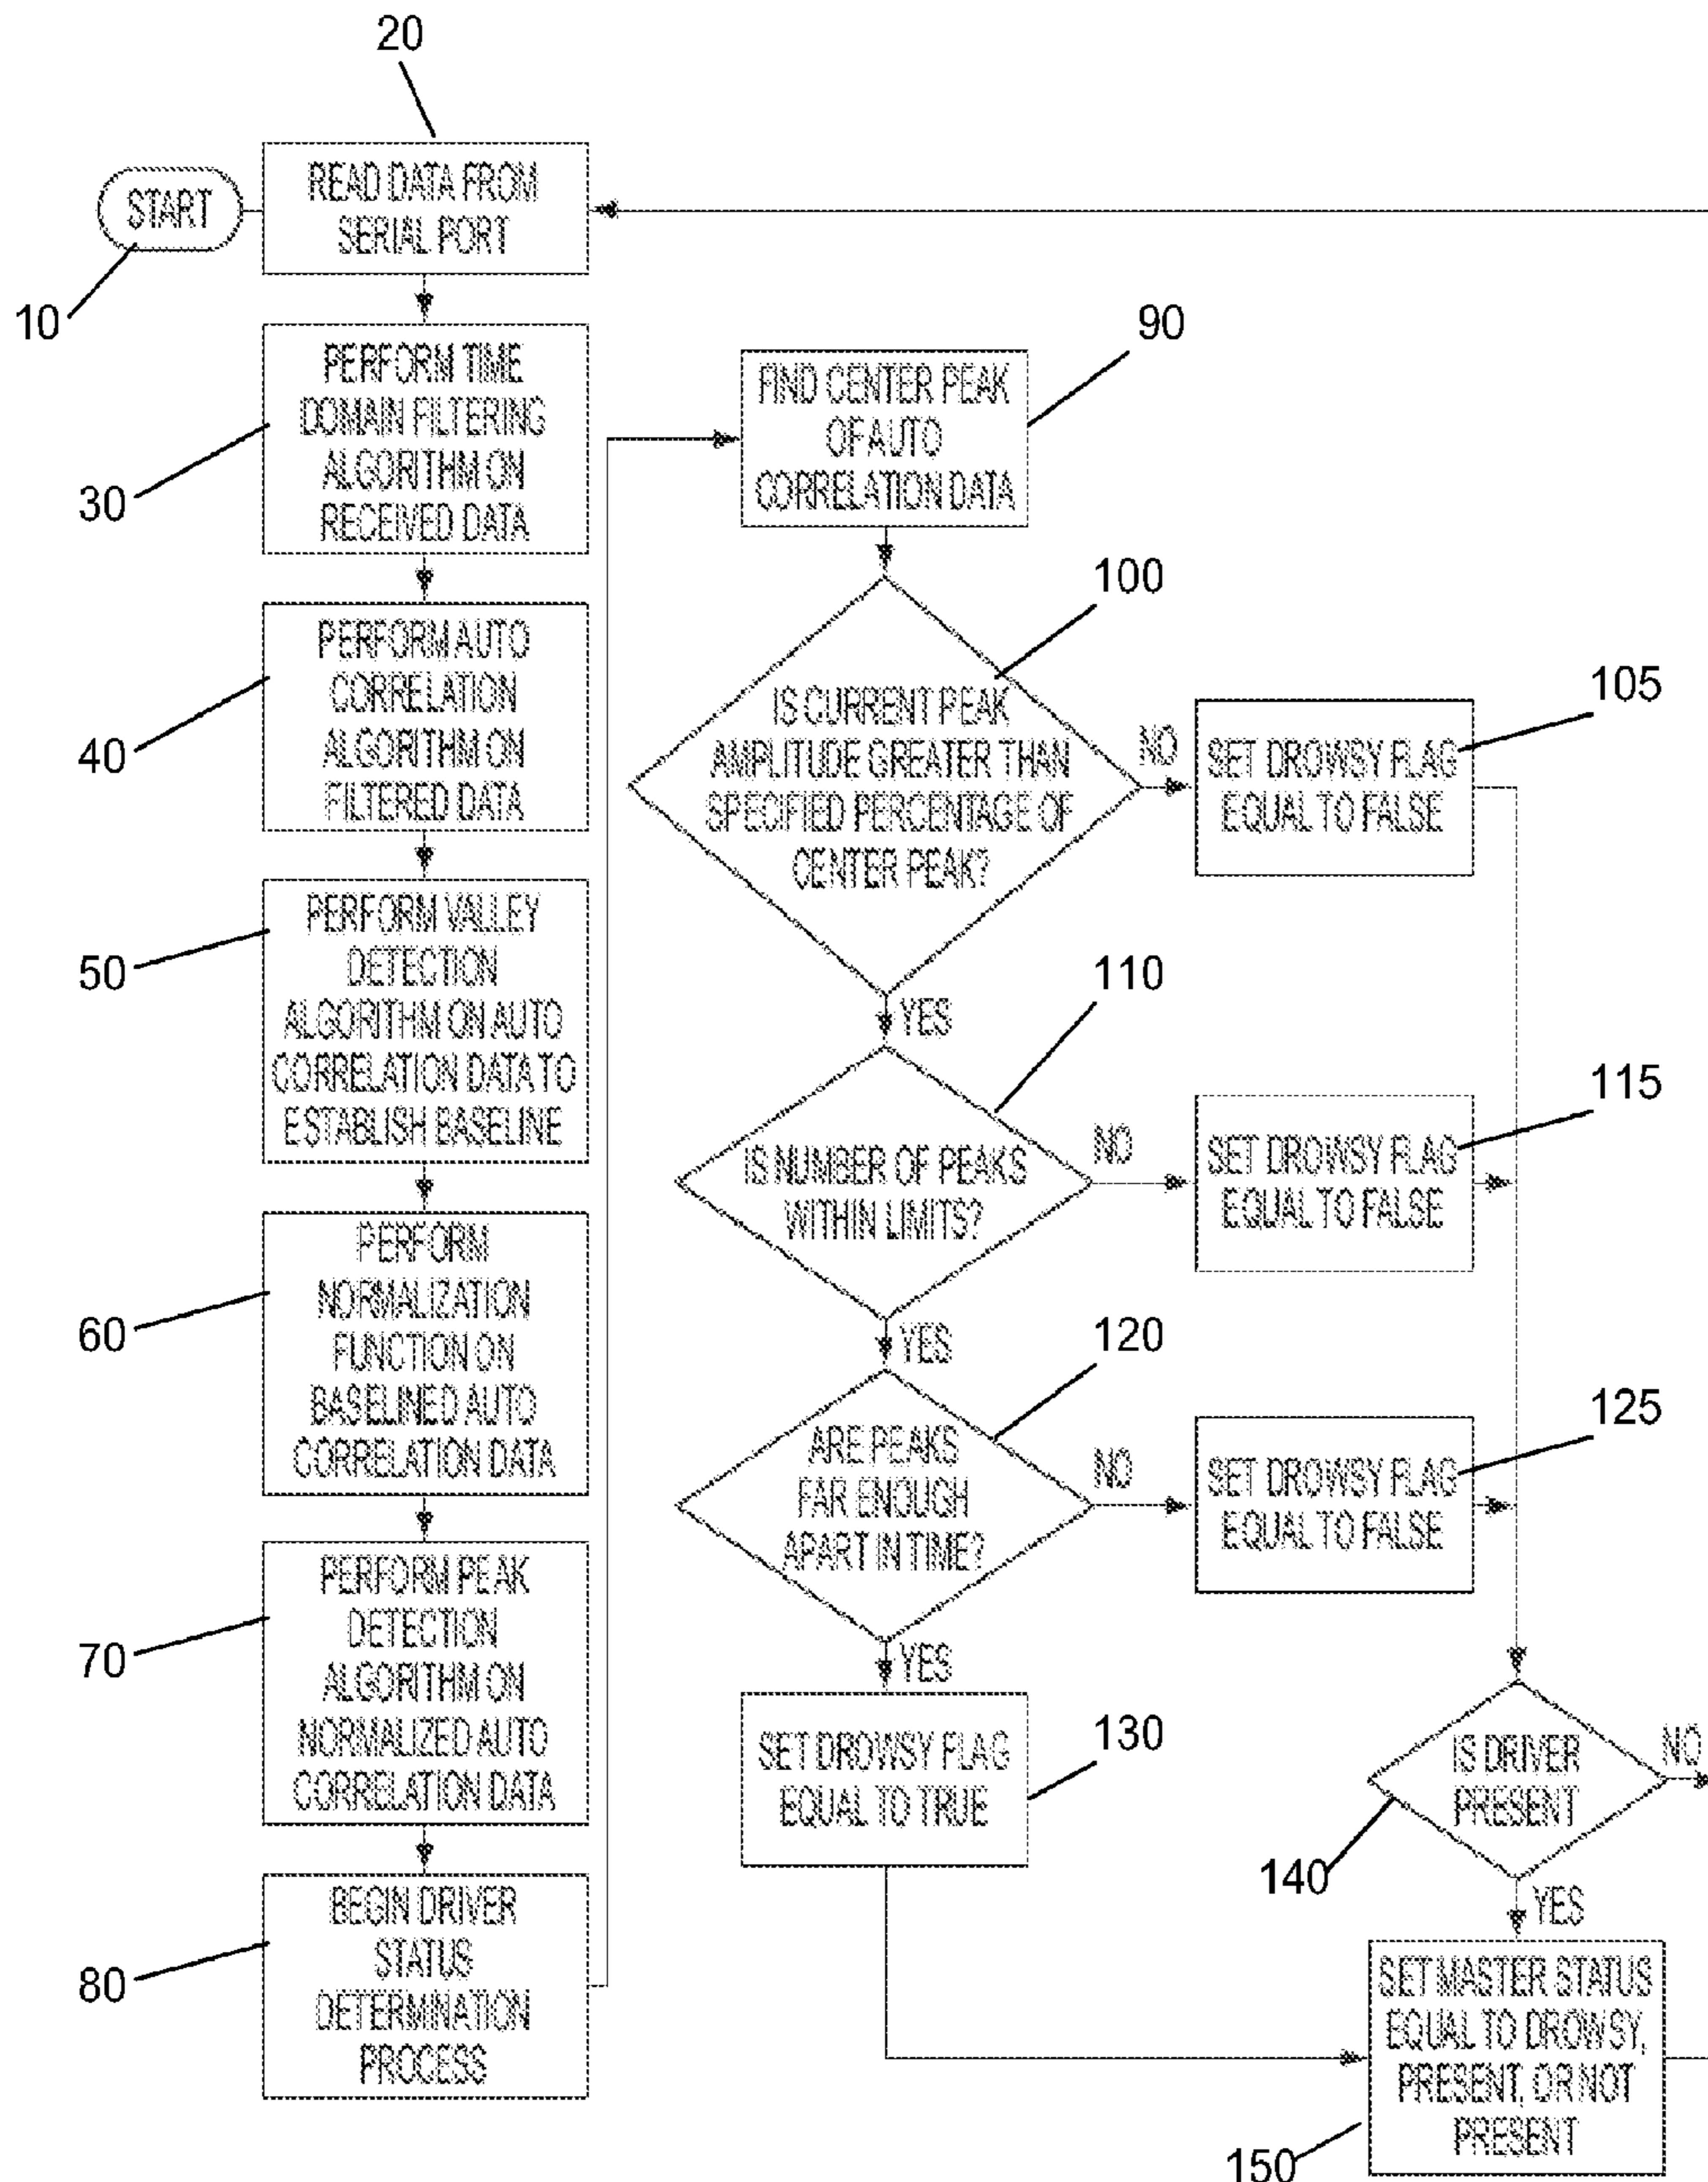 20
READ DATA FROM
SERIAL PORT
START
10
PERFORM TIME
DOMAIN FILTERING
ALGORITHM ON
RECEIVED DATA
30
PERFORM AUTO
CORRELATION
ALGORITHM ON
FILTERED DATA
40
PERFORM VALLEY
DETECTION
ALGORITHM ON AUTO
CORRELATION DATA TO
ESTABLISH BASELINE
50
PERFORM
NORMALIZATION
FUNCTION ON
BASELINED AUTO
CORRELATION DATA
60
PERFORM PEAK
DETECTION
ALGORITHM ON
NORMALIZED AUTO
CORRELATION DATA
70
BEGIN DRIVER
STATUS
DETERMINATION
PROCESS
80
90
FIND CENTER PEAK
OF AUTO
CORRELATION DATA
100
IS CURRENT PEAK
AMPLITUDE GREATER THAN
SPECIFIED PERCENTAGE OF
CENTER PEAK?
NO
105
SET DROWSY FLAG
EQUAL TO FALSE
YES
110
IS NUMBER OF PEAKS
WITHIN LIMITS?
NO
115
SET DROWSY FLAG
EQUAL TO FALSE
YES
120
ARE PEAKS
FAR ENOUGH
APART IN TIME?
NO
125
SET DROWSY FLAG
EQUAL TO FALSE
YES
SET DROWSY FLAG
EQUAL TO TRUE
130
IS DRIVER
PRESENT
NO
140
YES
SET MASTER STATUS
EQUAL TO DROWSY,
PRESENT, OR NOT
PRESENT
150